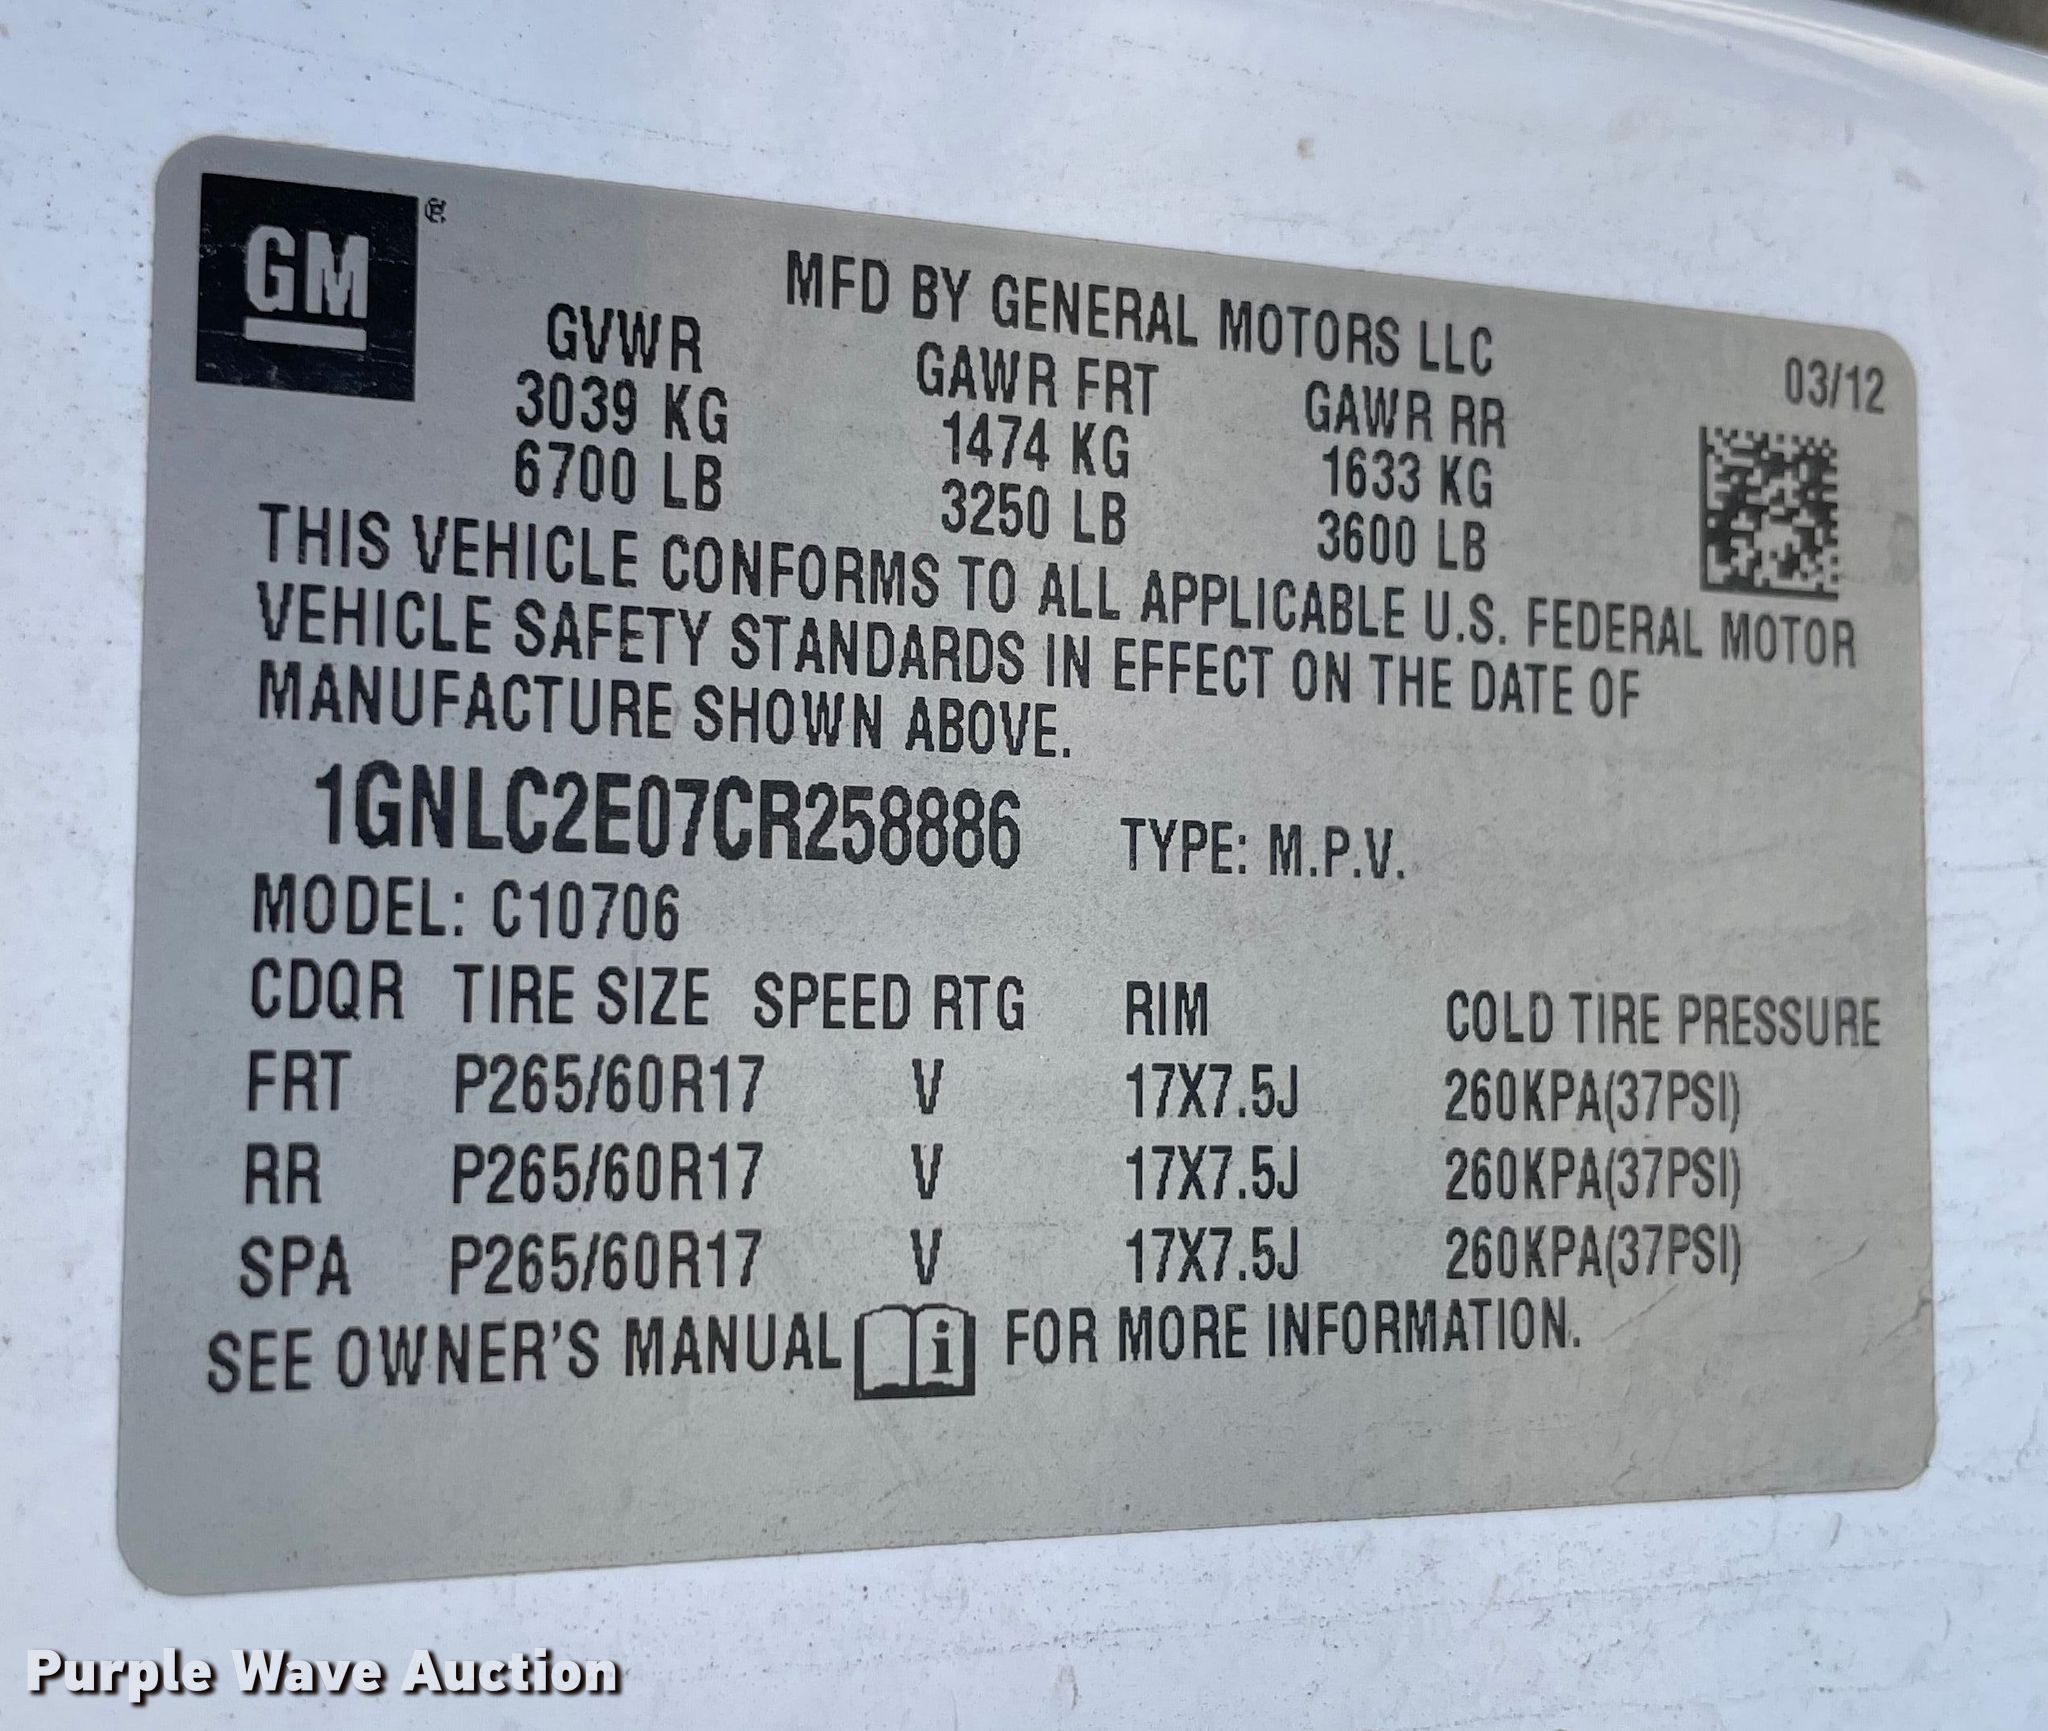 GM
®
MFD BY GENERAL MOTORS LLC
03/12
GVWR GAWR FRT GAWR RR
3039 KG 1474 KG 1633 KG
6700 LB 3250 LB 3600 LB
THIS VEHICLE CONFORMS TO ALL APPLICABLE U.S. FEDERAL MOTOR
VEHICLE SAFETY STANDARDS IN EFFECT ON THE DATE OF
MANUFACTURE SHOWN ABOVE.
1GNLC2E07CR258886 TYPE: M.P.V.
MODEL: C10706
CDQR TIRE SIZE SPEED RTG RIM COLD TIRE PRESSURE
FRT P265/60R17 V 17X7.5J 260KPA(37PSI)
RR P265/60R17 V 17X7.5J 260KPA(37PSI)
SPA P265/60R17 V 17X7.5J 260KPA(37PSI)
SEE OWNER'S MANUAL i FOR MORE INFORMATION.
Purple Wave Auction